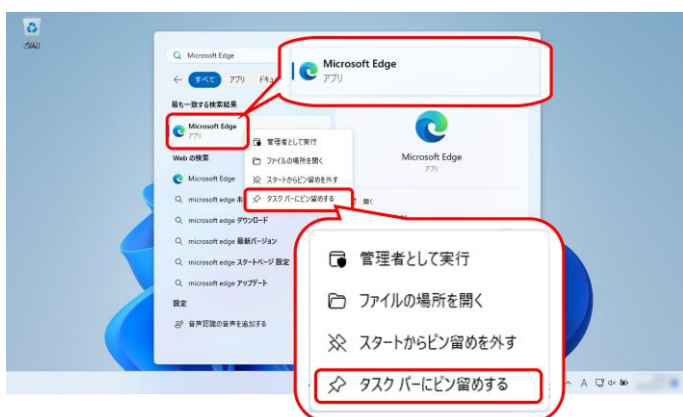 ごみ箱
Microsoft Edge
すべて
アプリ
Microsoft Edge
アプリ
最も一致する検索結果
Microsoft Edge
アプリ
管理者として実行
ファイルの場所を開く
スタートからピン留めを外す
タスク バーにピン留めする
Web の検索
Microsoft Edge
microsoft edge
microsoft edge ダウンロード
microsoft edge 最新バージョン
microsoft edge スタートページ 設定
microsoft edge アップデート
設定
音声認識の音声を追加する
Microsoft Edge
アプリ
開く
管理者として実行
ファイルの場所を開く
スタートからピン留めを外す
タスク バーにピン留めする
A